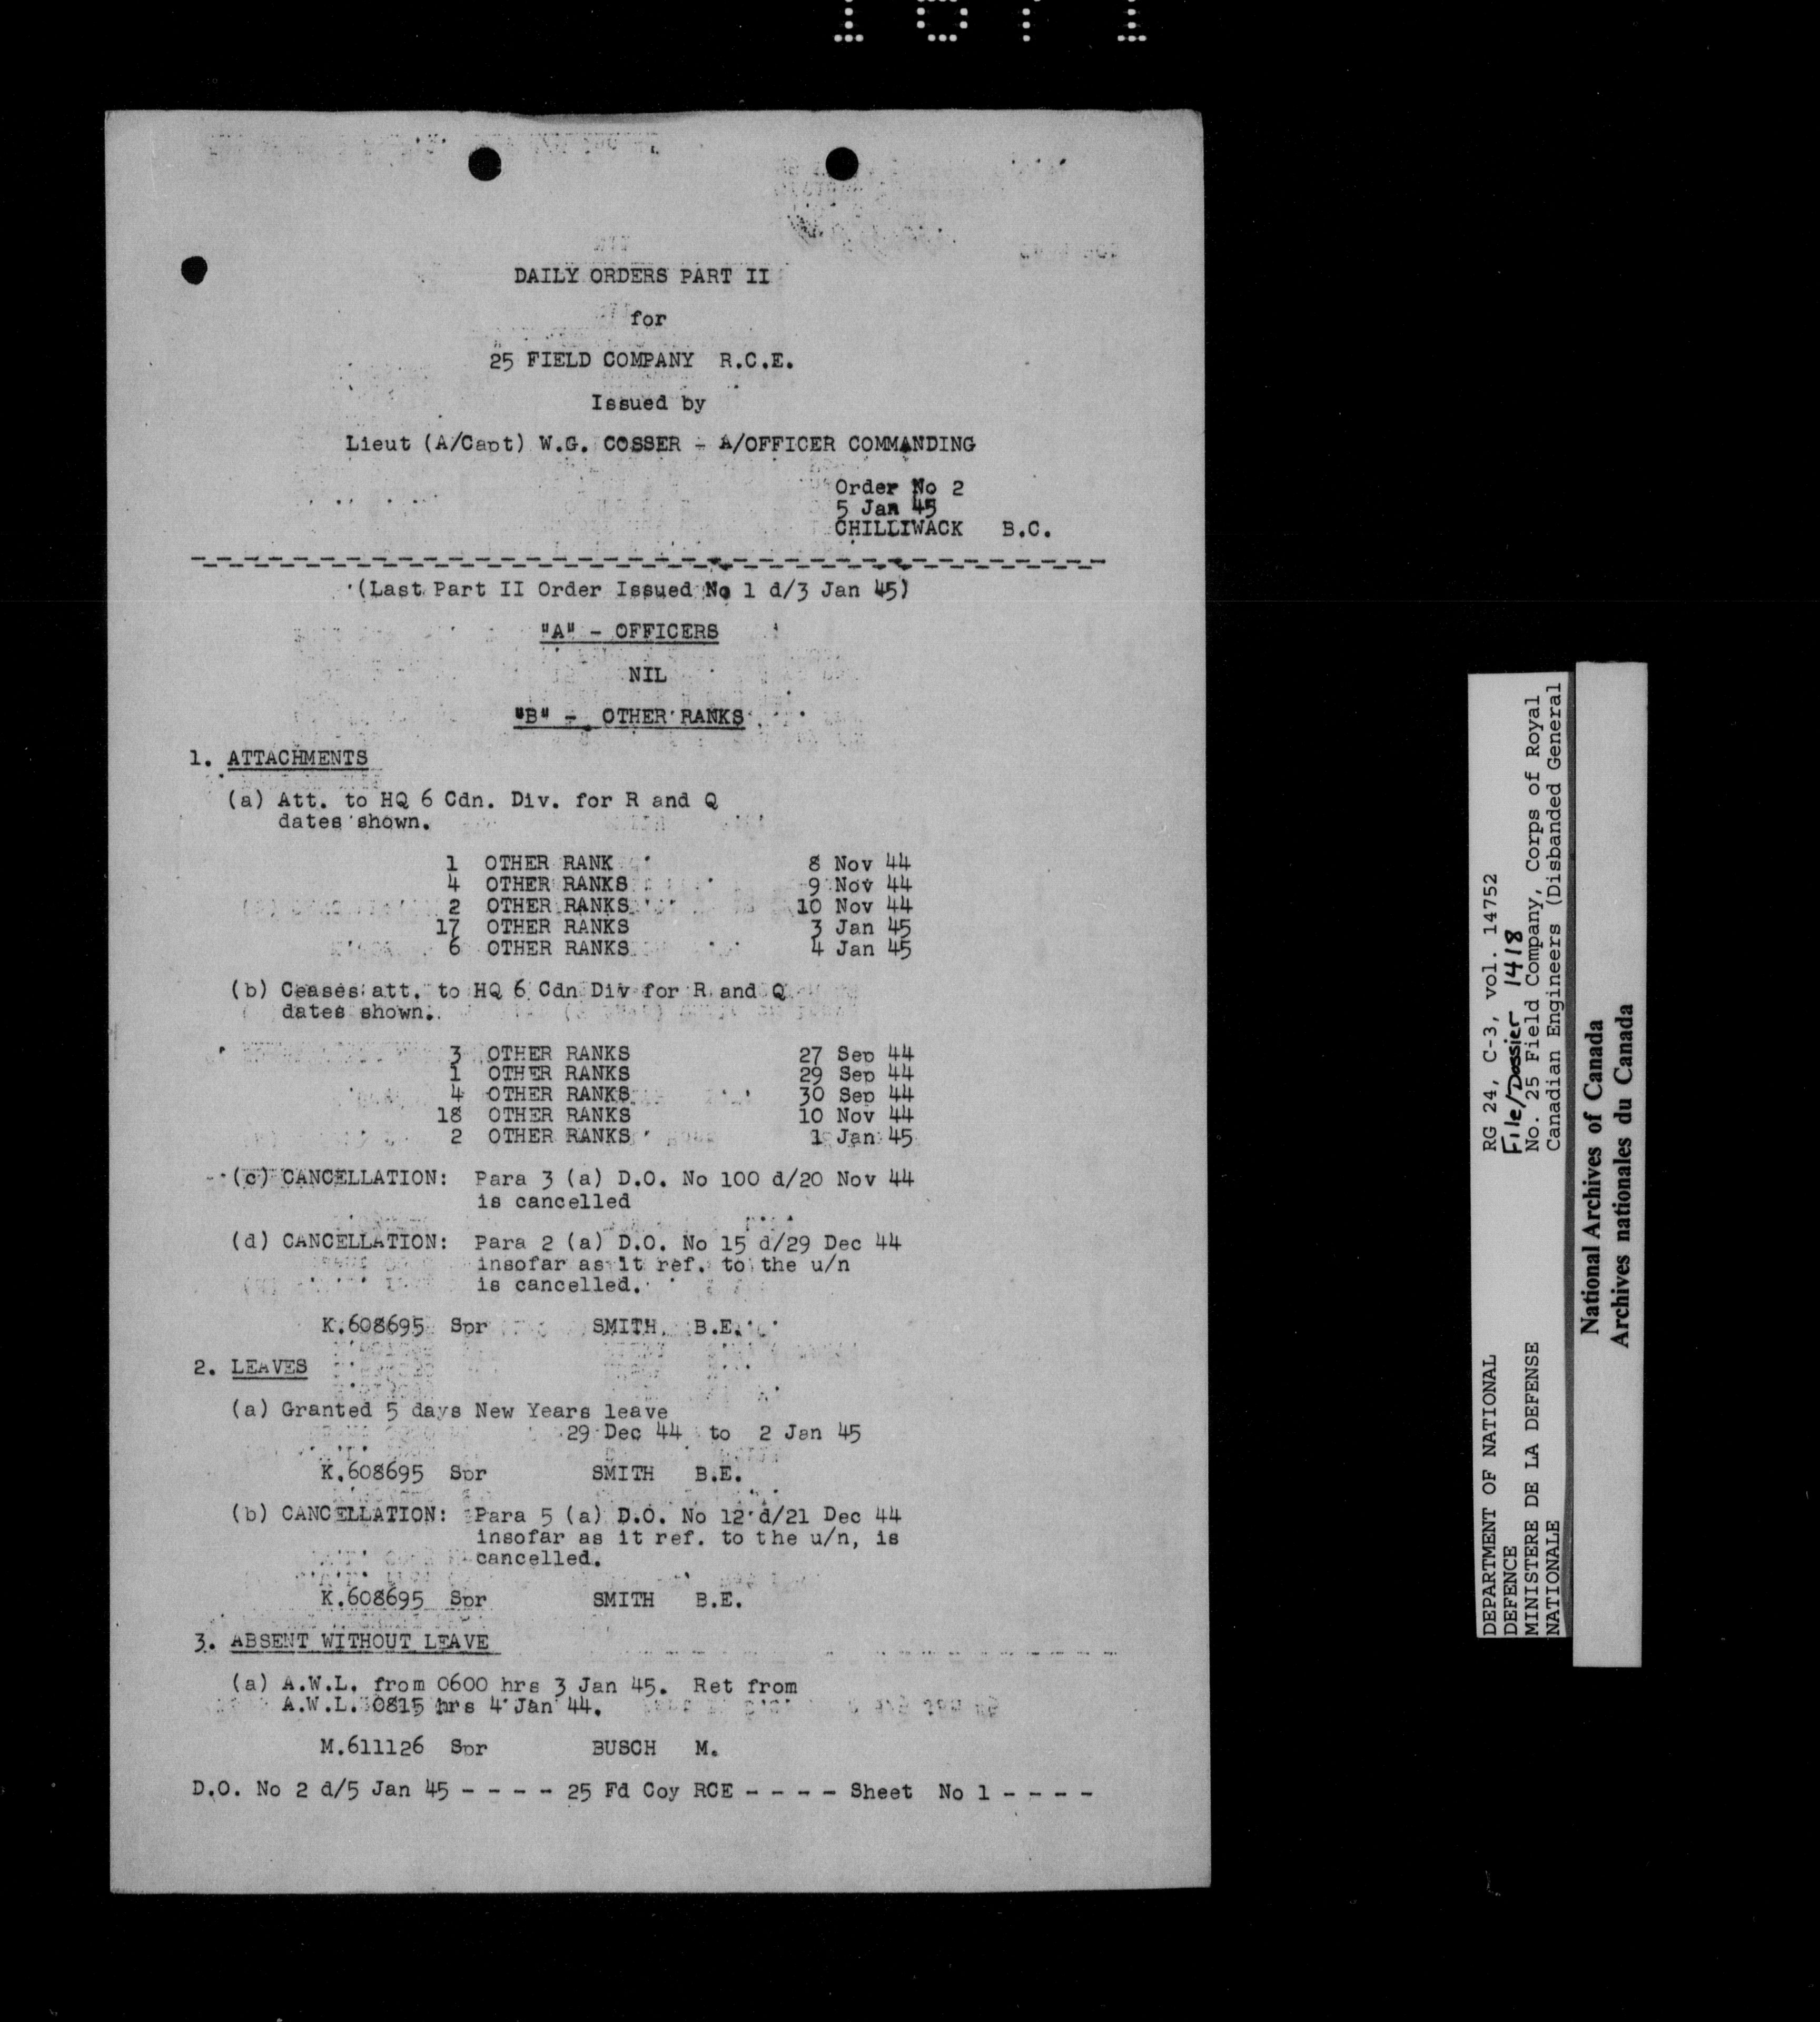 DAILY ORDERS PART II
for
25 FIELD COMPANY R.C.E.
Issued by
Lieut (A/Capt) W.G. COSSER - A/OFFICER COMMANDING
Order No 2
5 Jan 45
CHILLIWACK B.C.
(Last Part II Order Issued No 1 d/3 Jan 45)
"A" - OFFICERS
NIL
"B" - OTHER RANKS
1. ATTACHMENTS
(a) Att. to HQ 6 Cdn. Div. for R and Q
dates shown.
1 OTHER RANK 8 Nov 44
4 OTHER RANKS 9 Nov 44
2 OTHER RANKS 10 Nov 44
17 OTHER RANKS 3 Jan 45
6 OTHER RANKS 4 Jan 45
(b) Ceases att. to HQ 6 Cdn Div for R and Q
dates shown.
3 OTHER RANKS 27 Sep 44
1 OTHER RANKS 29 Sep 44
4 OTHER RANKS 30 Sep 44
18 OTHER RANKS 10 Nov 44
2 OTHER RANKS 1 Jan 45
(c) CANCELLATION: Para 3 (a) D.O. No 100 d/20 Nov 44
is cancelled
(d) CANCELLATION: Para 2 (a) D.O. No 15 d/29 Dec 44
insofar as it ref. to the u/n
is cancelled.
K.608695 Spr SMITH B.E.
2. LEAVES
(a) Granted 5 days New Years leave
29 Dec 44 to 2 Jan 45
K.608695 Spr SMITH B.E.
(b) CANCELLATION: Para 5 (a) D.O. No 12 d/21 Dec 44
insofar as it ref. to the u/n, is
cancelled.
K.608695 Spr SMITH B.E.
3. ABSENT WITHOUT LEAVE
(a) A.W.L. from 0600 hrs 3 Jan 45. Ret from
A.W.L. 0815 hrs 4 Jan 44.
M.611126 Spr BUSCH M.
D.O. No 2 d/5 Jan 45 - - - - 25 Fd Coy RCE - - - - Sheet No 1 - - - -
DEPARTMENT OF NATIONAL
DEFENCE
MINISTERE DE LA DEFENSE
NATIONALE
RG 24, C-3, vol. 14752
File/Dossier 1418
No. 25 Field Company, Corps of Royal
Canadian Engineers (Disbanded General
National Archives of Canada
Archives nationales du Canada